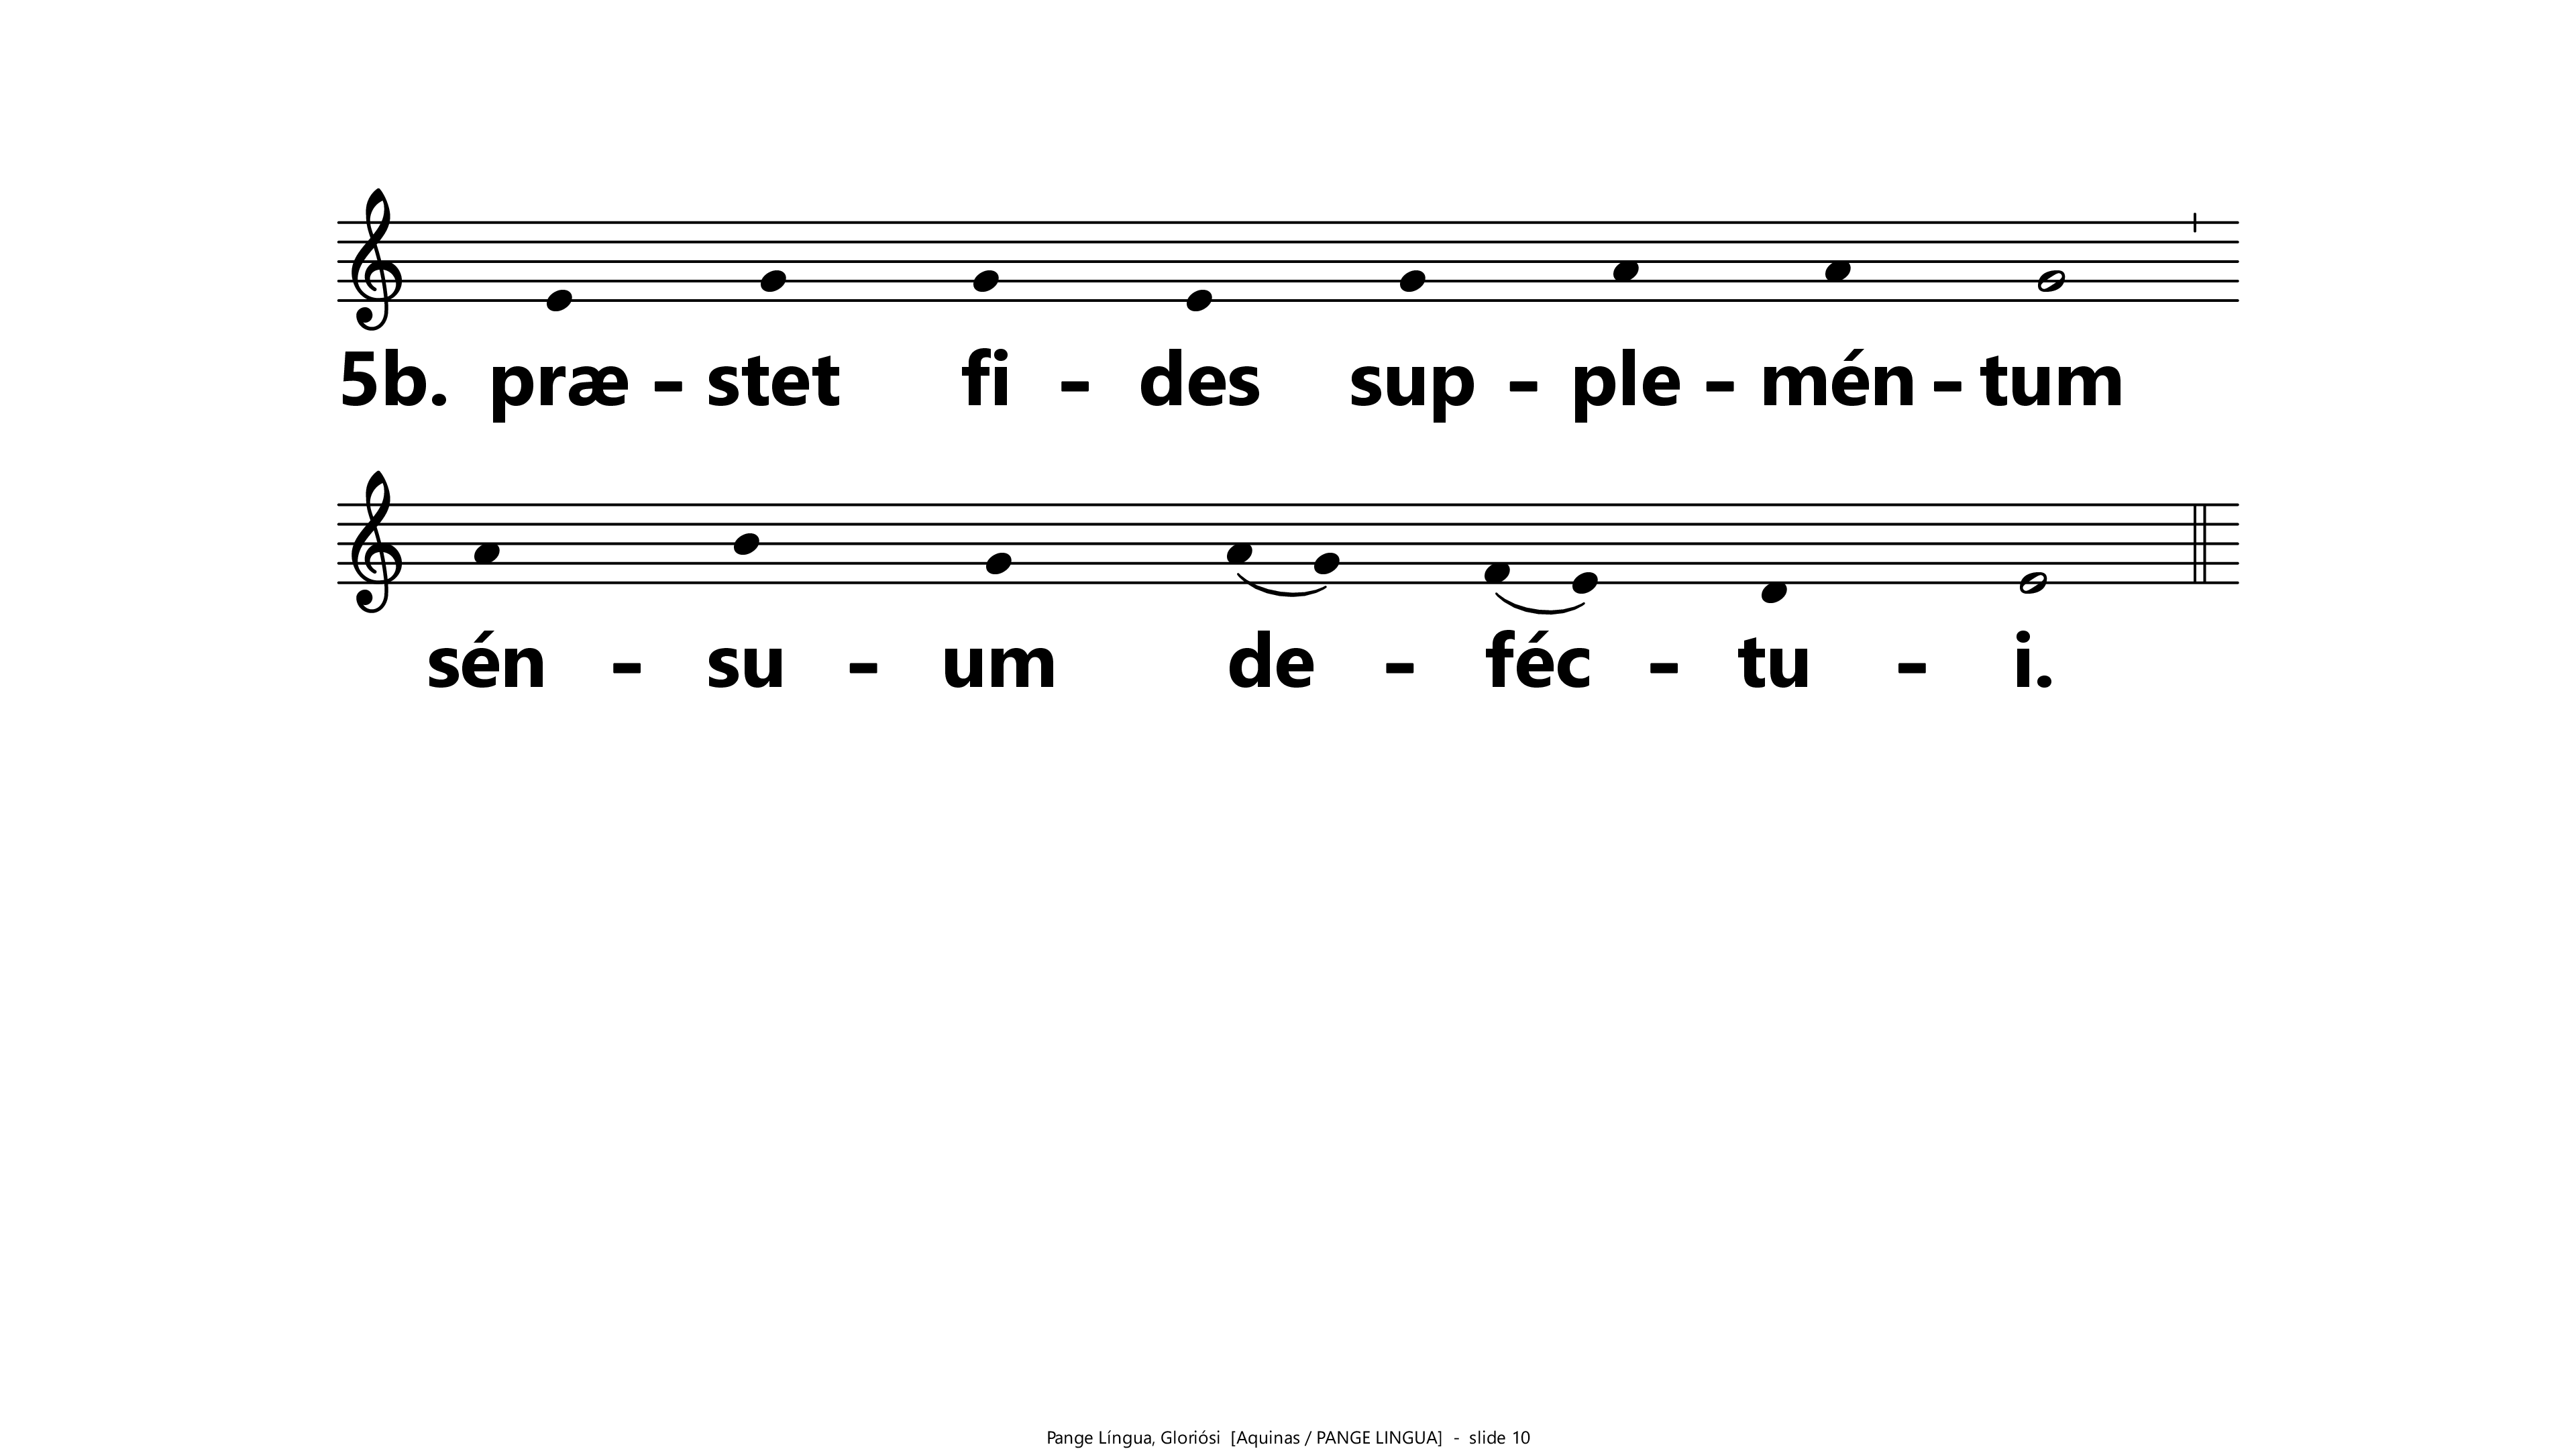 5b. præ - stet fi - des sup - ple - mén - tum
sén - su - um de - féc - tu - i.
Pange Língua, Gloriósi [Aquinas / PANGE LINGUA] - slide 10